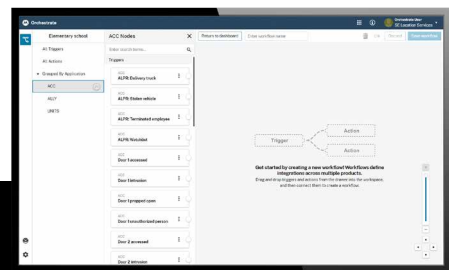 Orchestrate
Orchestrate User
Elementary school
ACC Nodes
Return to dashboard
Enter workflow name
All Triggers
All Actions
Grouped By Application
ACC
ALLY
UNITE
Triggers
ACC
ALPR: Delivery truck
ACC
ALPR: Stolen vehicle
ACC
ALPR: Terminated employee
ACC
ALPR: Watchlist
ACC
Door 1 accessed
ACC
Door 1 intrusion
ACC
Door 1 propped open
ACC
Door 1 unauthorized person
ACC
Door 2 accessed
ACC
Door 2 intrusion
Trigger
Action
Action
Get started by creating a new workflow! Workflows define
integrations across multiple products.
Drag and drop triggers and actions from the drawer into the workspace,
and then connect them to create a workflow.